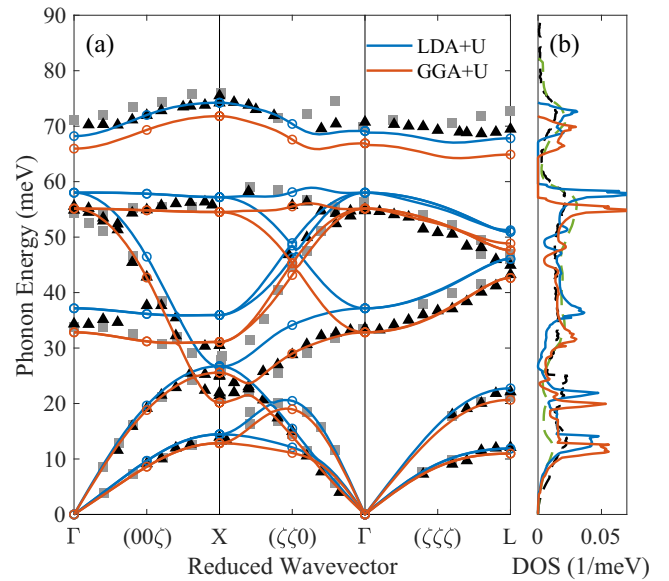 (a)
(b)
LDA+U
GGA+U
90
80
70
60
50
40
30
20
10
0
Phonon Energy (meV)
Γ
(00ζ)
X
(ζζ0)
Γ
(ζζζ)
L
Reduced Wavevector
0
0.05
DOS (1/meV)